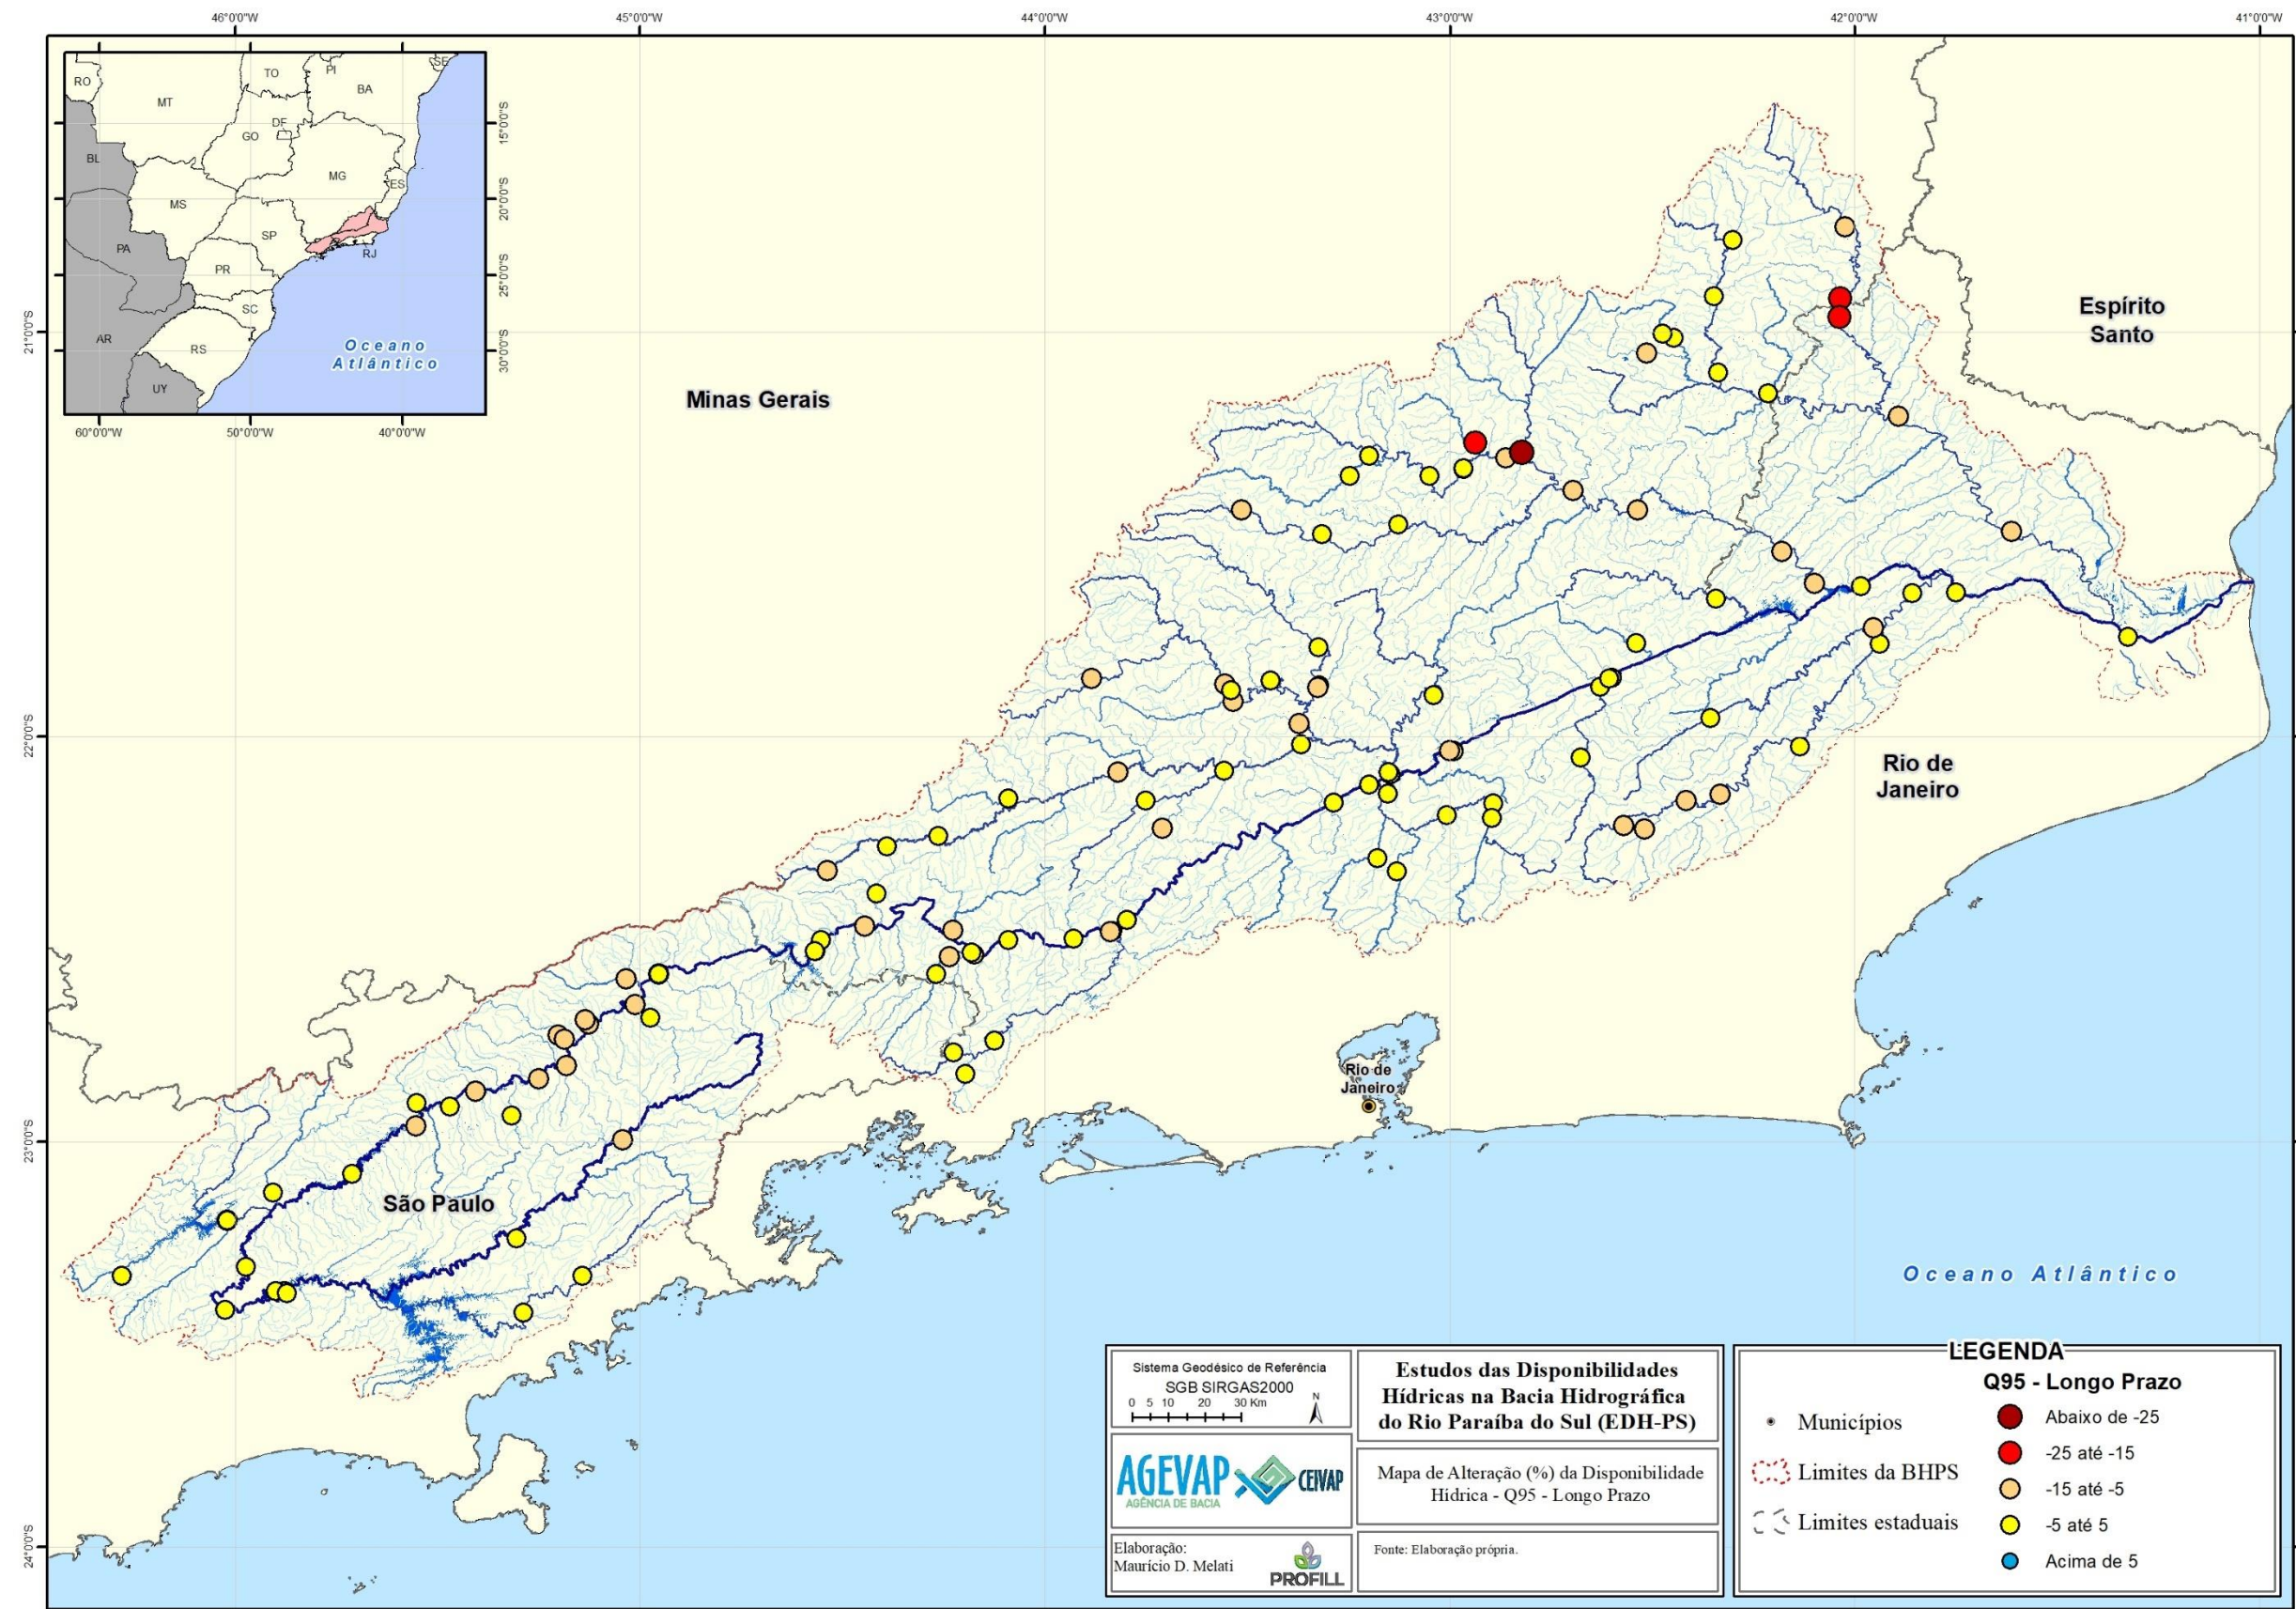 46°0'0"W
45°0'0"W
44°0'0"W
43°0'0"W
42°0'0"W
41°0'0"W
RO
MT
TO
PI
SE
BA
DF
GO
BL
MG
ES
MS
SP
PA
RJ
PR
SC
AR
RS
UY
Oceano
Atlântico
15°0'0"S
20°0'0"S
25°0'0"S
30°0'0"S
60°0'0"W
50°0'0"W
40°0'0"W
21°0'0"S
22°0'0"S
23°0'0"S
24°0'0"S
Minas Gerais
Espírito
Santo
Rio de
Janeiro
Rio de
Janeiro
São Paulo
Oceano Atlântico
Sistema Geodésico de Referência
SGB SIRGAS2000
0 5 10 20 30 Km
N
AGEVAP
AGÊNCIA DE BACIA
CEIVAP
Elaboração:
Maurício D. Melati
PROFILL
Estudos das Disponibilidades
Hídricas na Bacia Hidrográfica
do Rio Paraíba do Sul (EDH-PS)
Mapa de Alteração (%) da Disponibilidade
Hídrica - Q95 - Longo Prazo
Fonte: Elaboração própria.
LEGENDA
Municípios
Limites da BHPS
Limites estaduais
Q95 - Longo Prazo
Abaixo de -25
-25 até -15
-15 até -5
-5 até 5
Acima de 5